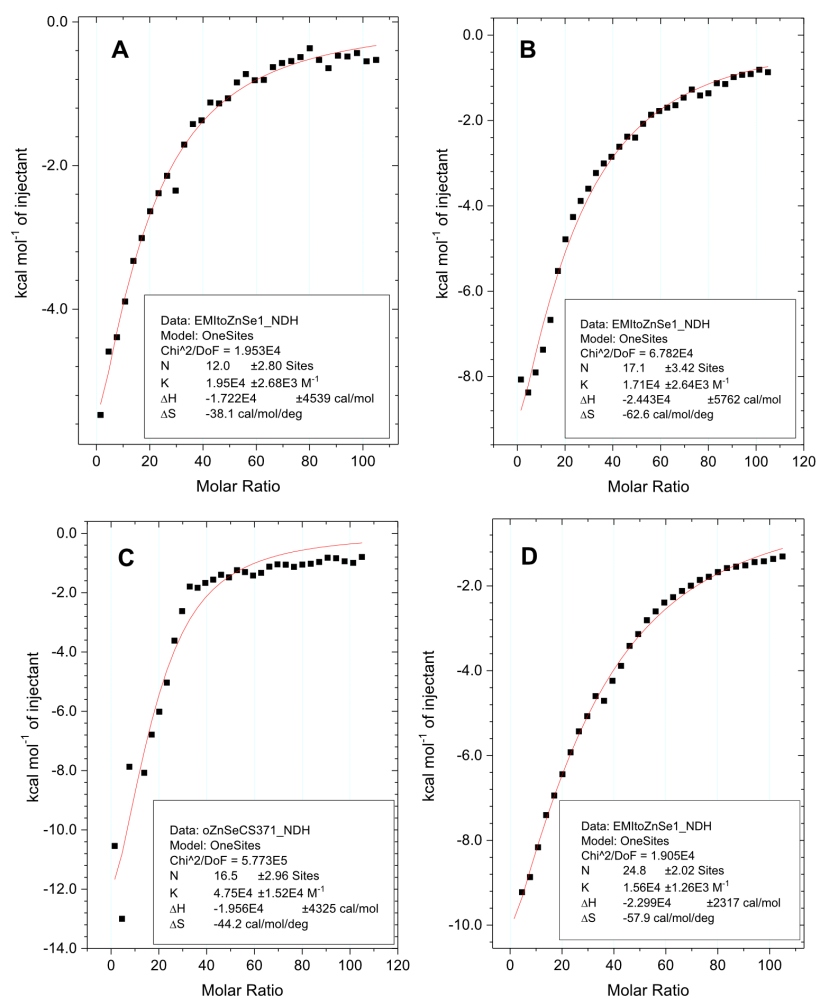 A
0.0
-2.0
-4.0
kcal mol⁻¹ of injectant
0 20 40 60 80 100
Molar Ratio
Data: EMItoZnSe1_NDH
Model: OneSites
Chi^2/DoF = 1.953E4
N 12.0 ±2.80 Sites
K 1.95E4 ±2.68E3 M⁻¹
ΔH -1.722E4 ±4539 cal/mol
ΔS -38.1 cal/mol/deg
B
0.0
-2.0
-4.0
-6.0
-8.0
kcal mol⁻¹ of injectant
0 20 40 60 80 100 120
Molar Ratio
Data: EMItoZnSe1_NDH
Model: OneSites
Chi^2/DoF = 6.782E4
N 17.1 ±3.42 Sites
K 1.71E4 ±2.64E3 M⁻¹
ΔH -2.443E4 ±5762 cal/mol
ΔS -62.6 cal/mol/deg
C
0.0
-2.0
-4.0
-6.0
-8.0
-10.0
-12.0
-14.0
kcal mol⁻¹ of injectant
0 20 40 60 80 100 120
Molar Ratio
Data: oZnSeCS371_NDH
Model: OneSites
Chi^2/DoF = 5.773E5
N 16.5 ±2.96 Sites
K 4.75E4 ±1.52E4 M⁻¹
ΔH -1.956E4 ±4325 cal/mol
ΔS -44.2 cal/mol/deg
D
-2.0
-4.0
-6.0
-8.0
-10.0
kcal mol⁻¹ of injectant
0 20 40 60 80 100
Molar Ratio
Data: EMItoZnSe1_NDH
Model: OneSites
Chi^2/DoF = 1.905E4
N 24.8 ±2.02 Sites
K 1.56E4 ±1.26E3 M⁻¹
ΔH -2.299E4 ±2317 cal/mol
ΔS -57.9 cal/mol/deg